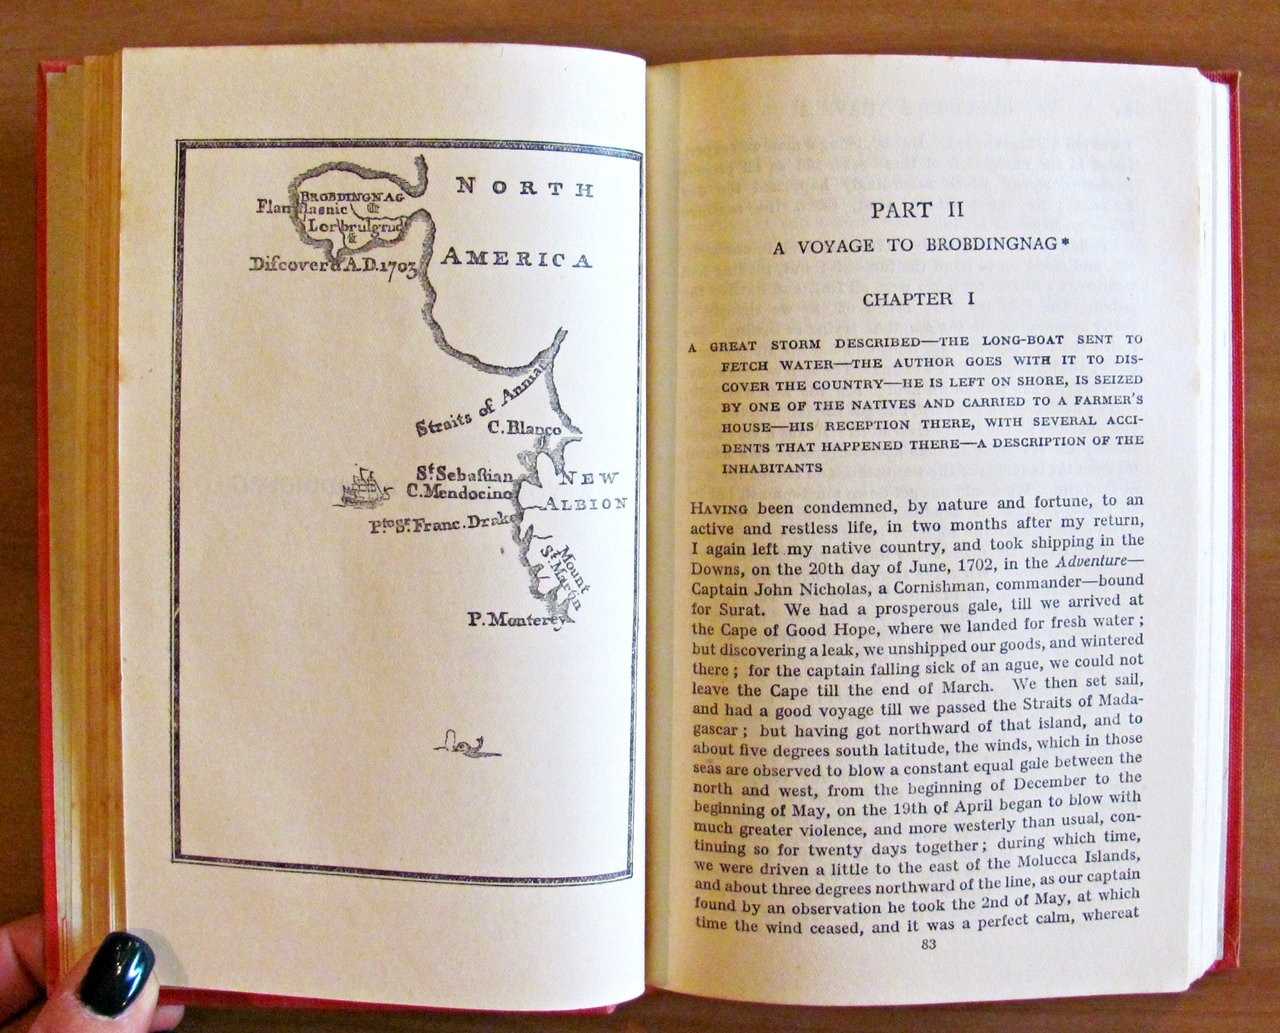 NORTH
BROBDINGNAG
Flanflasnic
Lorbrulgrud
AMERICA
Diſcover'd A.D. 1703
Straits of Annian
C. Blanco
St. Sebaſtian
NEW
C. Mendocino
ALBION
Pto. Sr. Franc. Drake
Mount
St. Martin
P. Monterey
PART II
A VOYAGE TO BROBDINGNAG*
CHAPTER I
A GREAT STORM DESCRIBED—THE LONG-BOAT SENT TO
FETCH WATER—THE AUTHOR GOES WITH IT TO DIS-
COVER THE COUNTRY—HE IS LEFT ON SHORE, IS SEIZED
BY ONE OF THE NATIVES AND CARRIED TO A FARMER'S
HOUSE—HIS RECEPTION THERE, WITH SEVERAL ACCI-
DENTS THAT HAPPENED THERE—A DESCRIPTION OF THE
INHABITANTS
HAVING been condemned, by nature and fortune, to an
active and restless life, in two months after my return,
I again left my native country, and took shipping in the
Downs, on the 20th day of June, 1702, in the Adventure—
Captain John Nicholas, a Cornishman, commander—bound
for Surat. We had a prosperous gale, till we arrived at
the Cape of Good Hope, where we landed for fresh water;
but discovering a leak, we unshipped our goods, and wintered
there; for the captain falling sick of an ague, we could not
leave the Cape till the end of March. We then set sail,
and had a good voyage till we passed the Straits of Mada-
gascar; but having got northward of that island, and to
about five degrees south latitude, the winds, which in those
seas are observed to blow a constant equal gale between the
north and west, from the beginning of December to the
beginning of May, on the 19th of April began to blow with
much greater violence, and more westerly than usual, con-
tinuing so for twenty days together; during which time,
we were driven a little to the east of the Molucca Islands,
and about three degrees northward of the line, as our captain
found by an observation he took the 2nd of May, at which
time the wind ceased, and it was a perfect calm, whereat
83